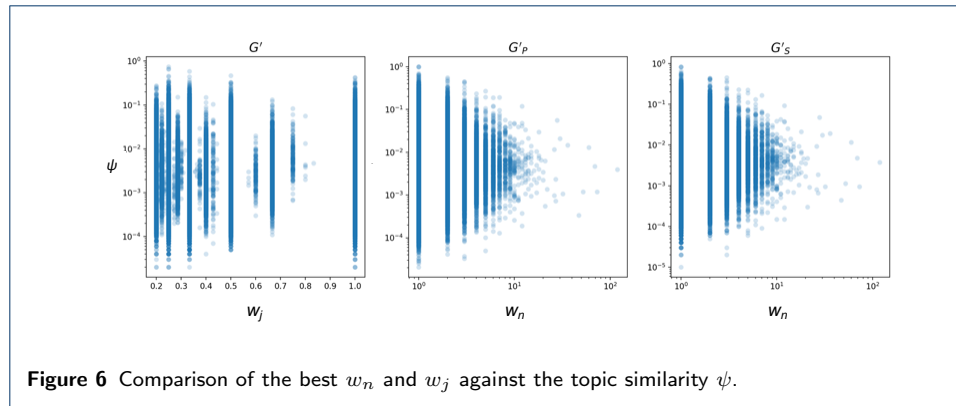 G′
G′P
G′S
ψ
10⁰
10⁻¹
10⁻²
10⁻³
10⁻⁴
0.2 0.3 0.4 0.5 0.6 0.7 0.8 0.9 1.0
wj
10⁰
10⁻¹
10⁻²
10⁻³
10⁻⁴
10⁰ 10¹ 10²
wn
10⁰
10⁻¹
10⁻²
10⁻³
10⁻⁴
10⁻⁵
10⁰ 10¹ 10²
wn
Figure 6 Comparison of the best wn and wj against the topic similarity ψ.